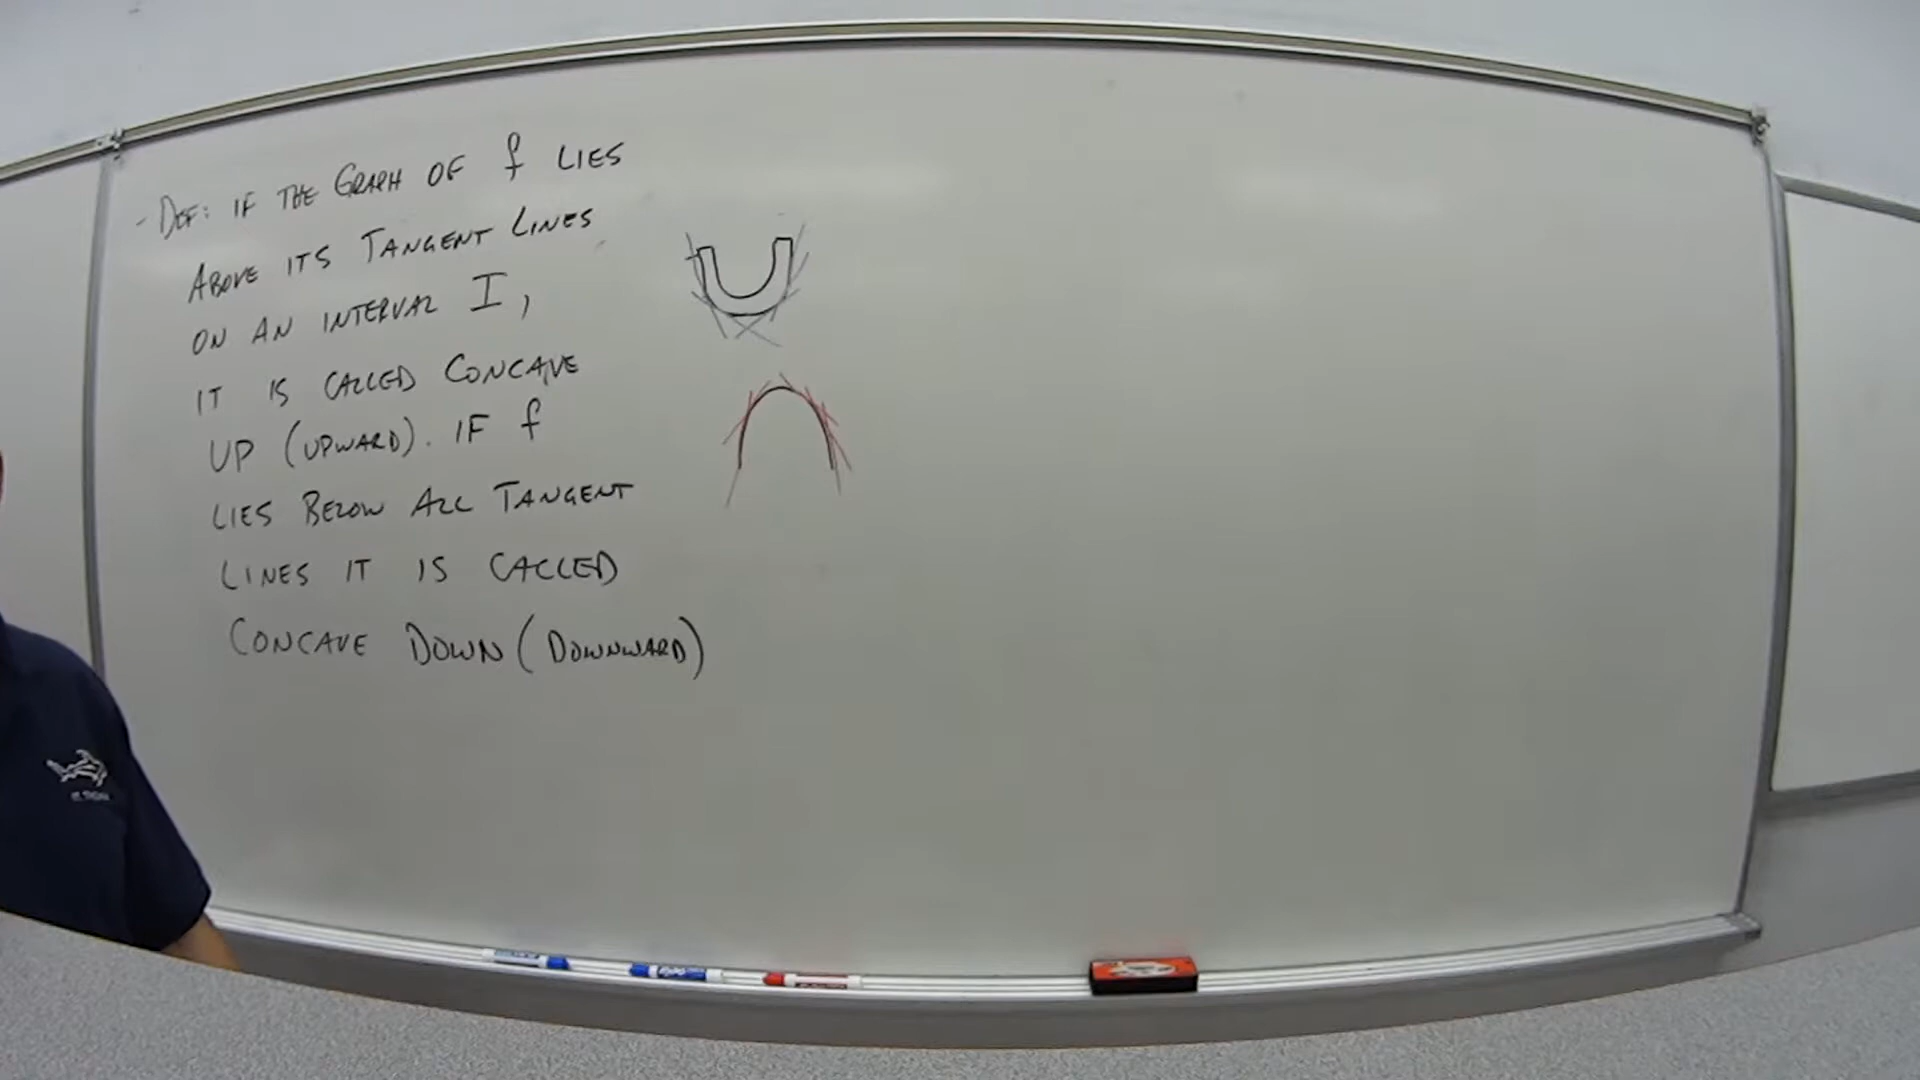 - DEF: IF THE GRAPH OF f LIES
ABOVE ITS TANGENT LINES
ON AN INTERVAL I,
IT IS CALLED CONCAVE
UP (UPWARD). IF f
LIES BELOW ALL TANGENT
LINES IT IS CALLED
CONCAVE DOWN (DOWNWARD)